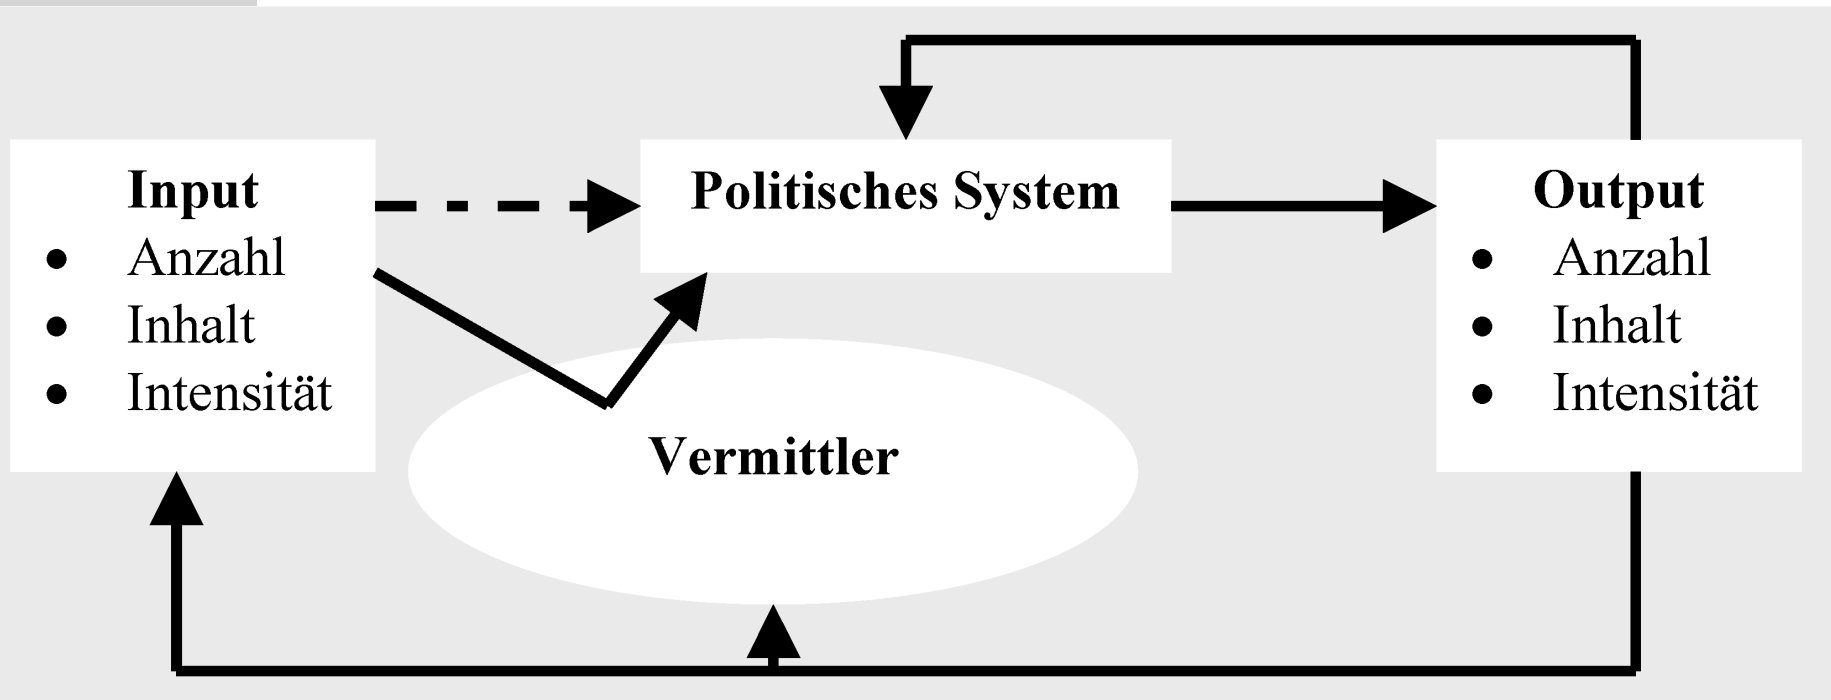 Input
• Anzahl
• Inhalt
• Intensität
Politisches System
Vermittler
Output
• Anzahl
• Inhalt
• Intensität